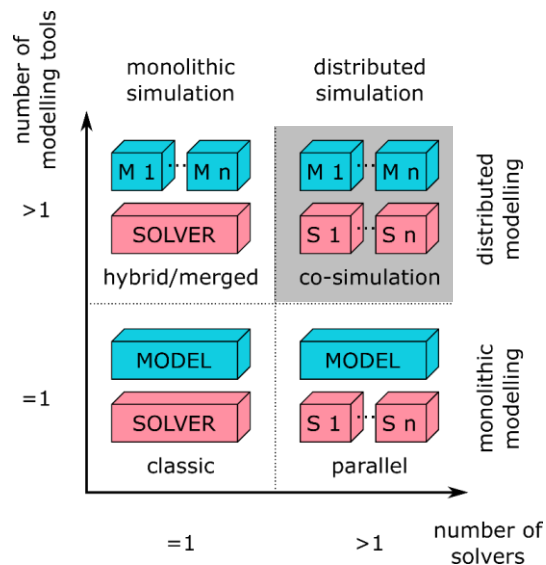 number of
modelling tools
monolithic
simulation
distributed
simulation
>1
M 1 ... M n
SOLVER
hybrid/merged
M 1 ... M n
S 1 ... S n
co-simulation
distributed
modelling
=1
MODEL
SOLVER
classic
MODEL
S 1 ... S n
parallel
monolithic
modelling
=1
>1
number of
solvers